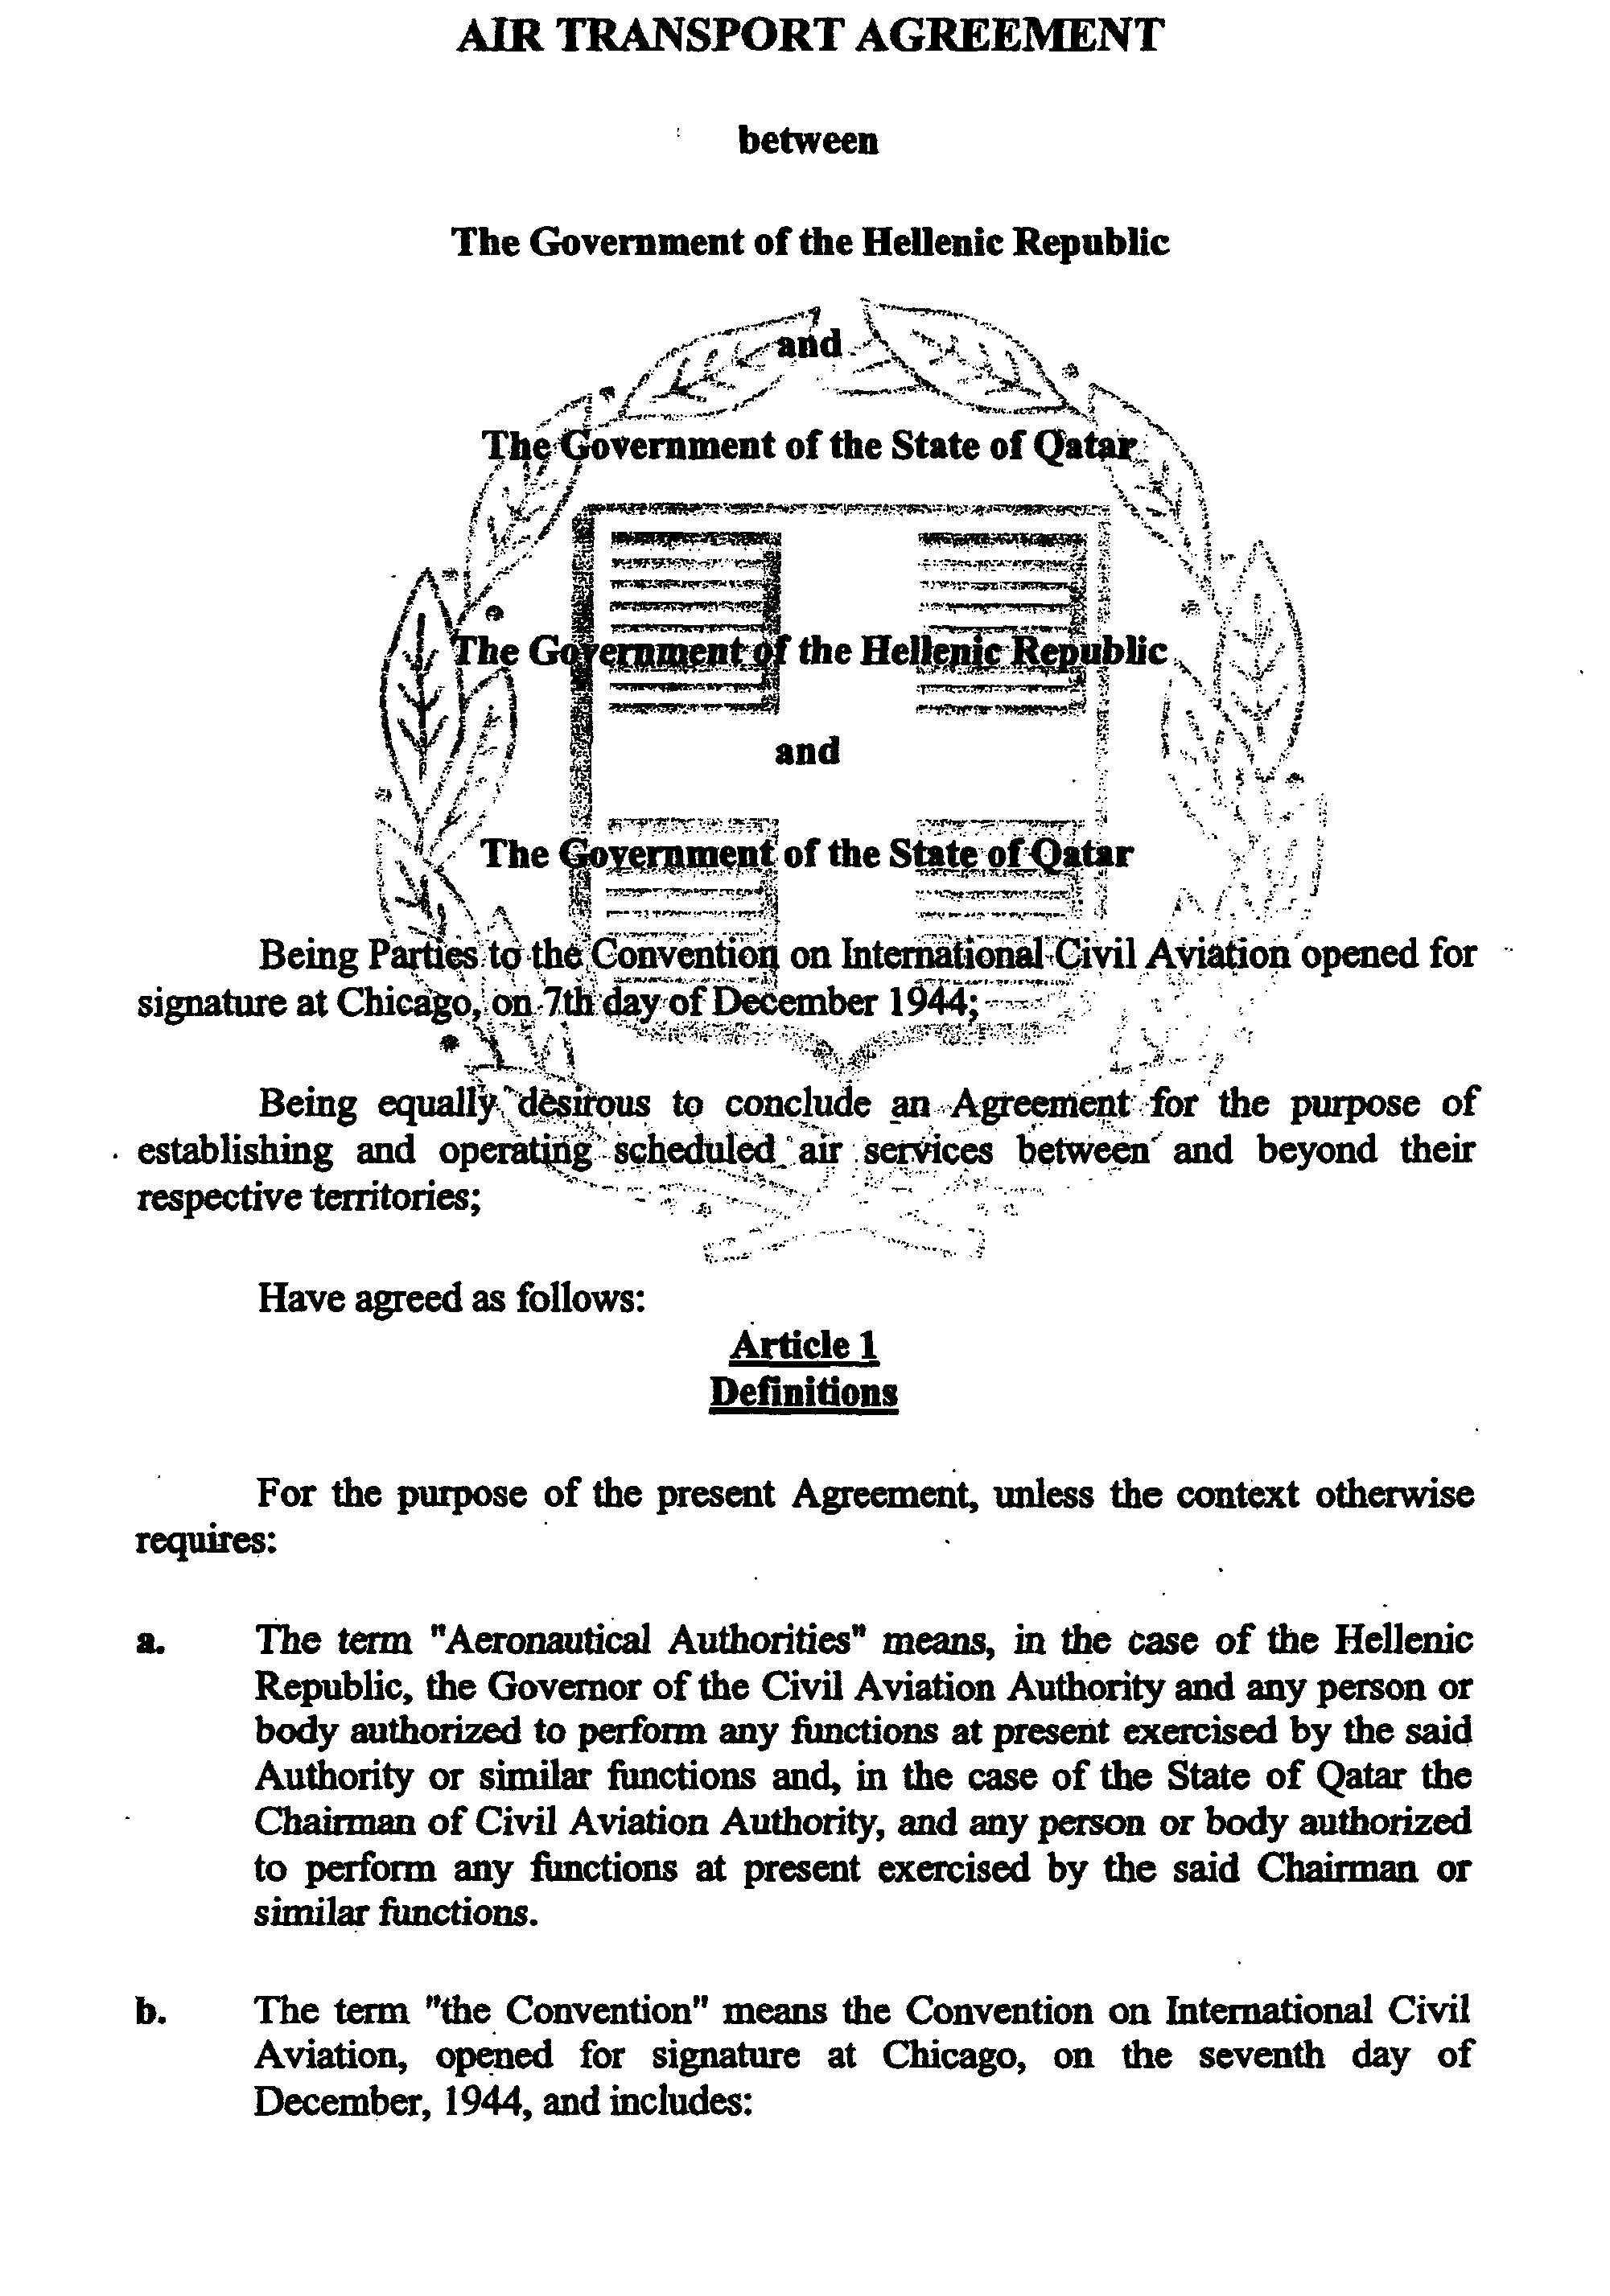 AIR TRANSPORT AGREEMENT
between
The Government of the Hellenic Republic
and
The Government of the State of Qatar
The Government of the Hellenic Republic
and
The Government of the State of Qatar
Being Parties to the Convention on International Civil Aviation opened for
signature at Chicago, on 7th day of December 1944;
Being equally desirous to conclude an Agreement for the purpose of
establishing and operating scheduled air services between and beyond their
respective territories;
Have agreed as follows:
Article 1
Definitions
For the purpose of the present Agreement, unless the context otherwise
requires:
a. The term "Aeronautical Authorities" means, in the case of the Hellenic
Republic, the Governor of the Civil Aviation Authority and any person or
body authorized to perform any functions at present exercised by the said
Authority or similar functions and, in the case of the State of Qatar the
Chairman of Civil Aviation Authority, and any person or body authorized
to perform any functions at present exercised by the said Chairman or
similar functions.
b. The term "the Convention" means the Convention on International Civil
Aviation, opened for signature at Chicago, on the seventh day of
December, 1944, and includes: